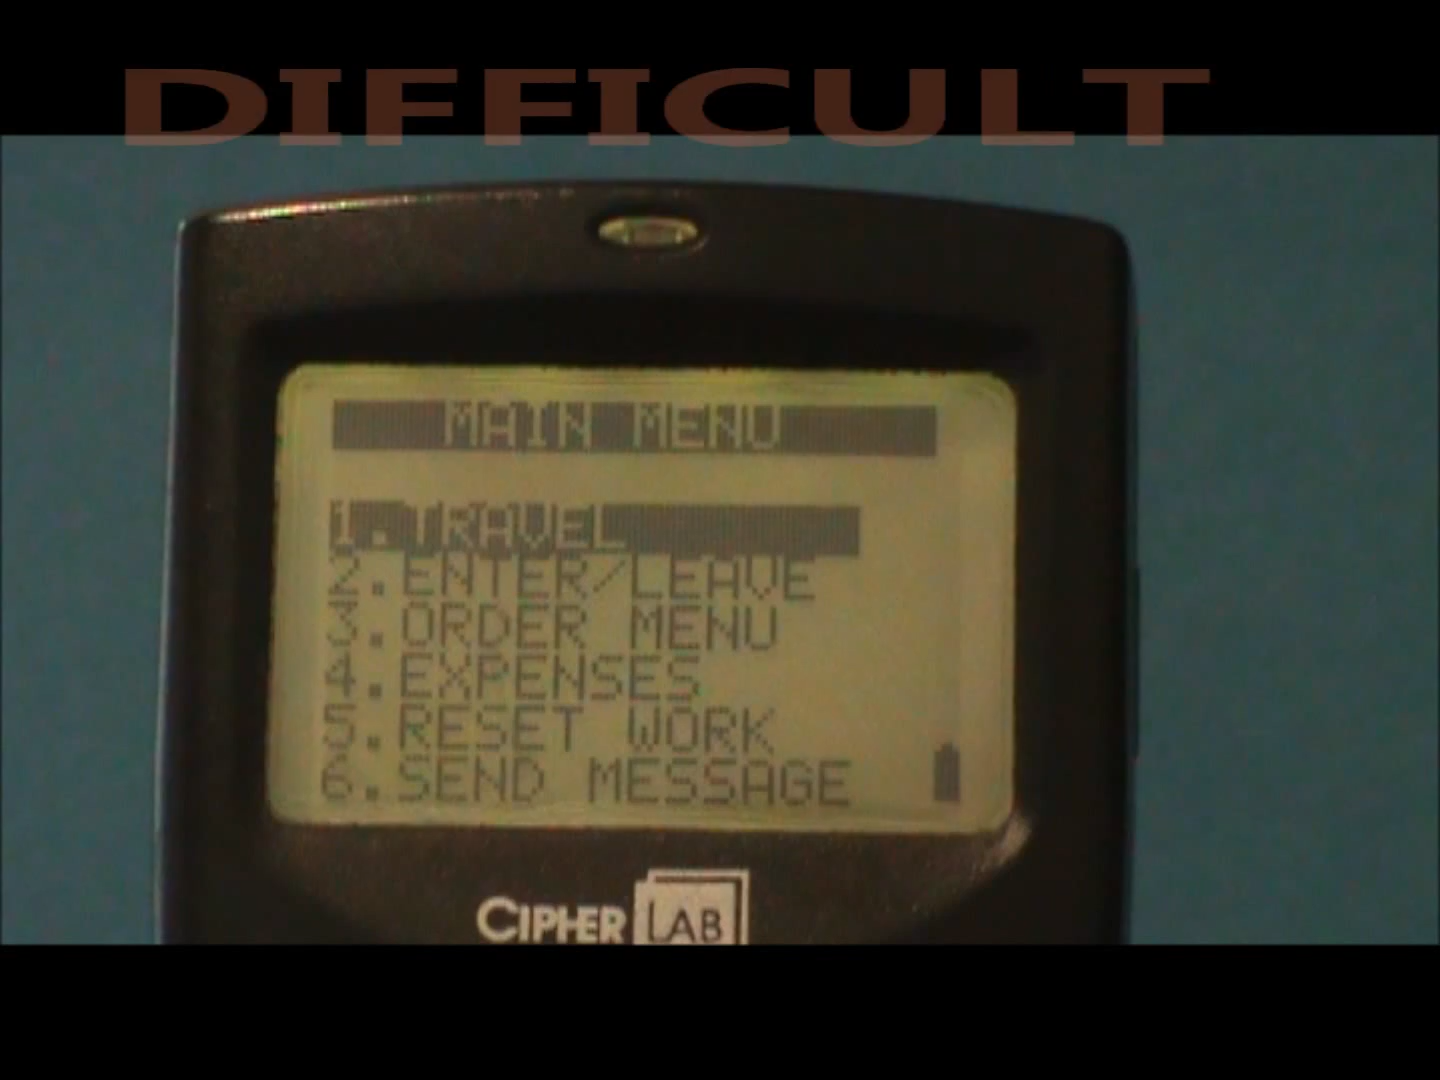 DIFFICULT
MAIN MENU
1.TRAVEL
2.ENTER/LEAVE
3.ORDER MENU
4.EXPENSES
5.RESET WORK
6.SEND MESSAGE
CIPHER LAB